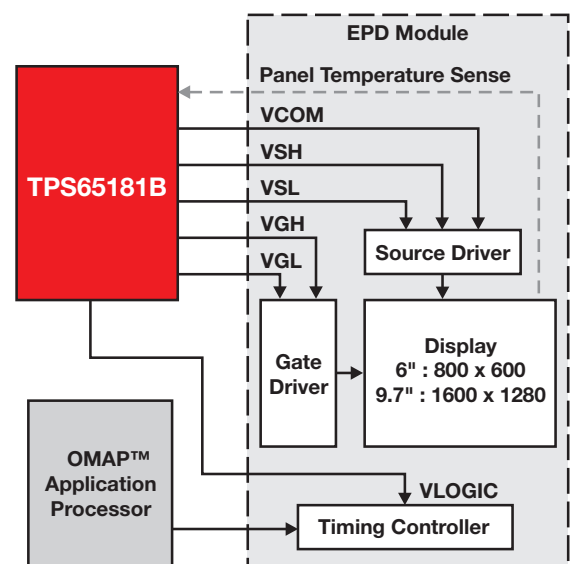 EPD Module
Panel Temperature Sense
TPS65181B
VCOM
VSH
VSL
VGH
VGL
Source Driver
Gate
Driver
Display
6" : 800 x 600
9.7" : 1600 x 1280
OMAP™
Application
Processor
VLOGIC
Timing Controller